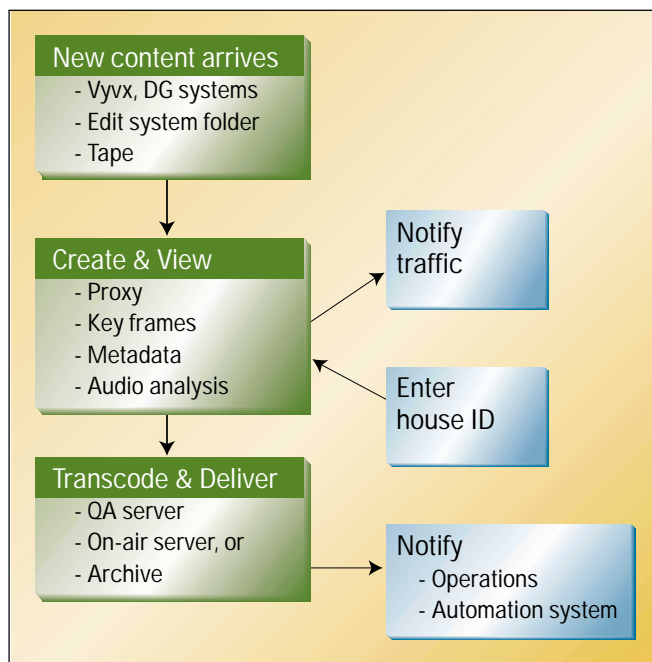 New content arrives
- Vyvx, DG systems
- Edit system folder
- Tape
Create & View
- Proxy
- Key frames
- Metadata
- Audio analysis
Notify
traffic
Enter
house ID
Transcode & Deliver
- QA server
- On-air server, or
- Archive
Notify
- Operations
- Automation system